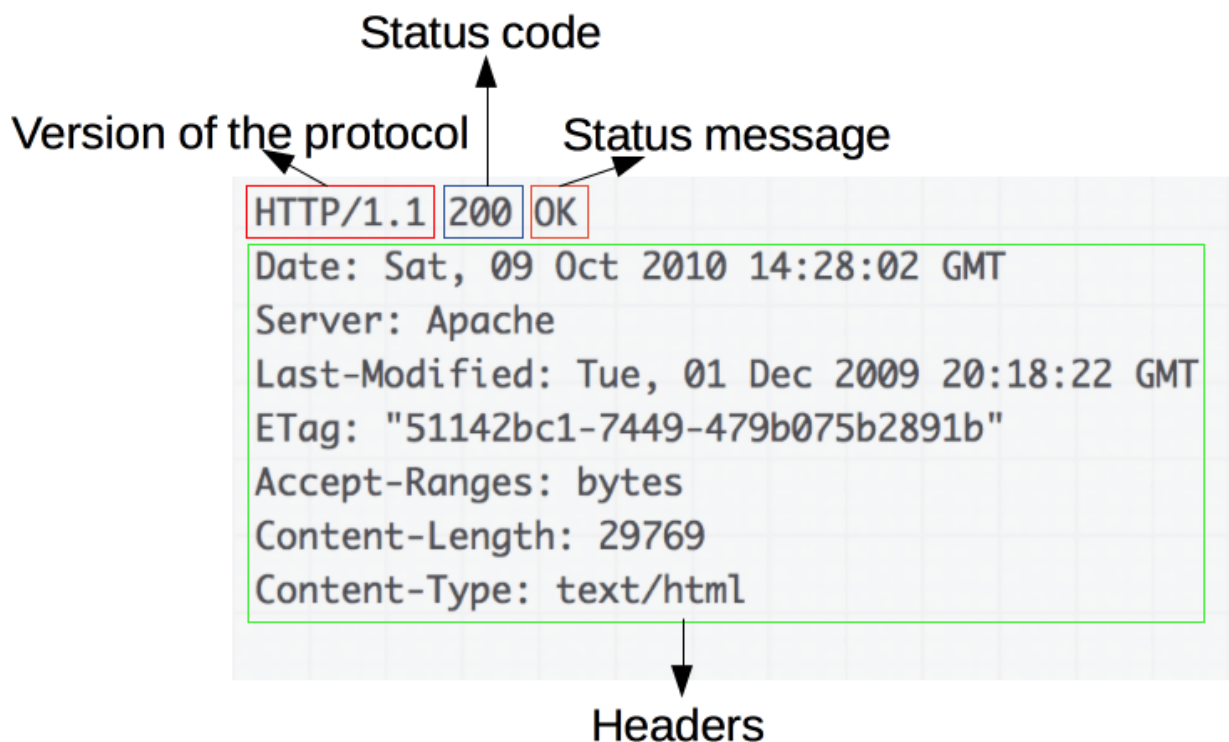 Status code
Version of the protocol
Status message
HTTP/1.1 200 OK
Date: Sat, 09 Oct 2010 14:28:02 GMT
Server: Apache
Last-Modified: Tue, 01 Dec 2009 20:18:22 GMT
ETag: "51142bc1-7449-479b075b2891b"
Accept-Ranges: bytes
Content-Length: 29769
Content-Type: text/html
Headers